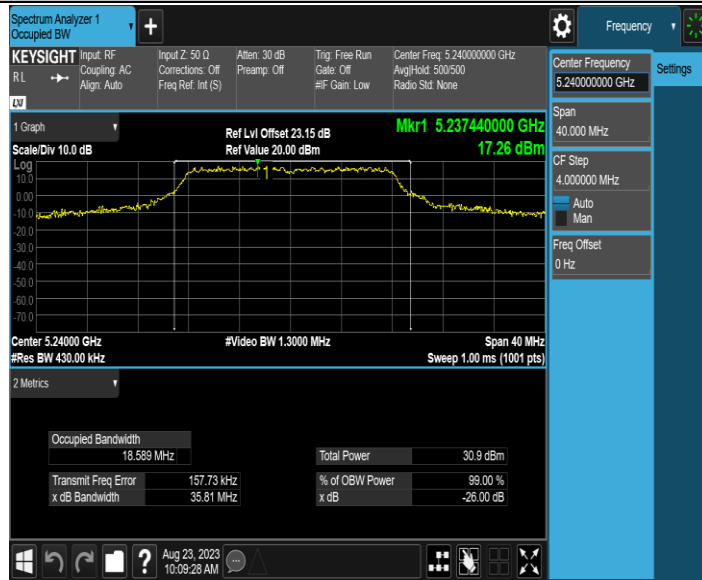 Spectrum Analyzer 1
Occupied BW
+
Frequency
KEYSIGHT
RL
LXI
Input: RF
Coupling: AC
Align: Auto
Input Z: 50 Ω
Corrections: Off
Freq Ref: Int (S)
Atten: 30 dB
Preamp: Off
Trig: Free Run
Gate: Off
#IF Gain: Low
Center Freq: 5.240000000 GHz
Avg|Hold: 500/500
Radio Std: None
Center Frequency
5.240000000 GHz
Settings
Span
40.000 MHz
CF Step
4.000000 MHz
Auto
Man
Freq Offset
0 Hz
1 Graph
Scale/Div 10.0 dB
Ref Lvl Offset 23.15 dB
Ref Value 20.00 dBm
Mkr1 5.237440000 GHz
17.26 dBm
Log
10.0
0.00
-10.0
-20.0
-30.0
-40.0
-50.0
-60.0
-70.0
1
Center 5.24000 GHz
#Video BW 1.3000 MHz
Span 40 MHz
#Res BW 430.00 kHz
Sweep 1.00 ms (1001 pts)
2 Metrics
Occupied Bandwidth
18.589 MHz
Total Power 30.9 dBm
Transmit Freq Error 157.73 kHz
% of OBW Power 99.00 %
x dB Bandwidth 35.81 MHz
x dB -26.00 dB
?
Aug 23, 2023
10:09:28 AM